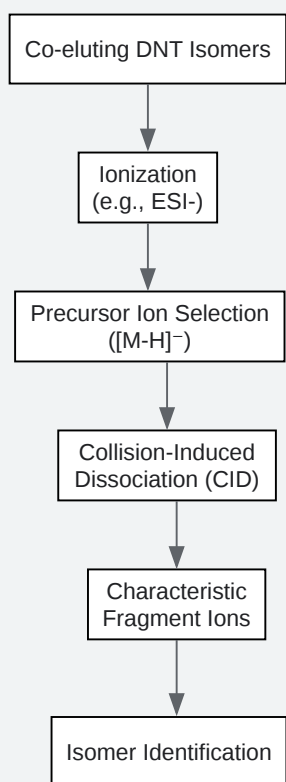 Co-eluting DNT Isomers
Ionization
(e.g., ESI-)
Precursor Ion Selection
([M-H]⁻)
Collision-Induced
Dissociation (CID)
Characteristic
Fragment Ions
Isomer Identification